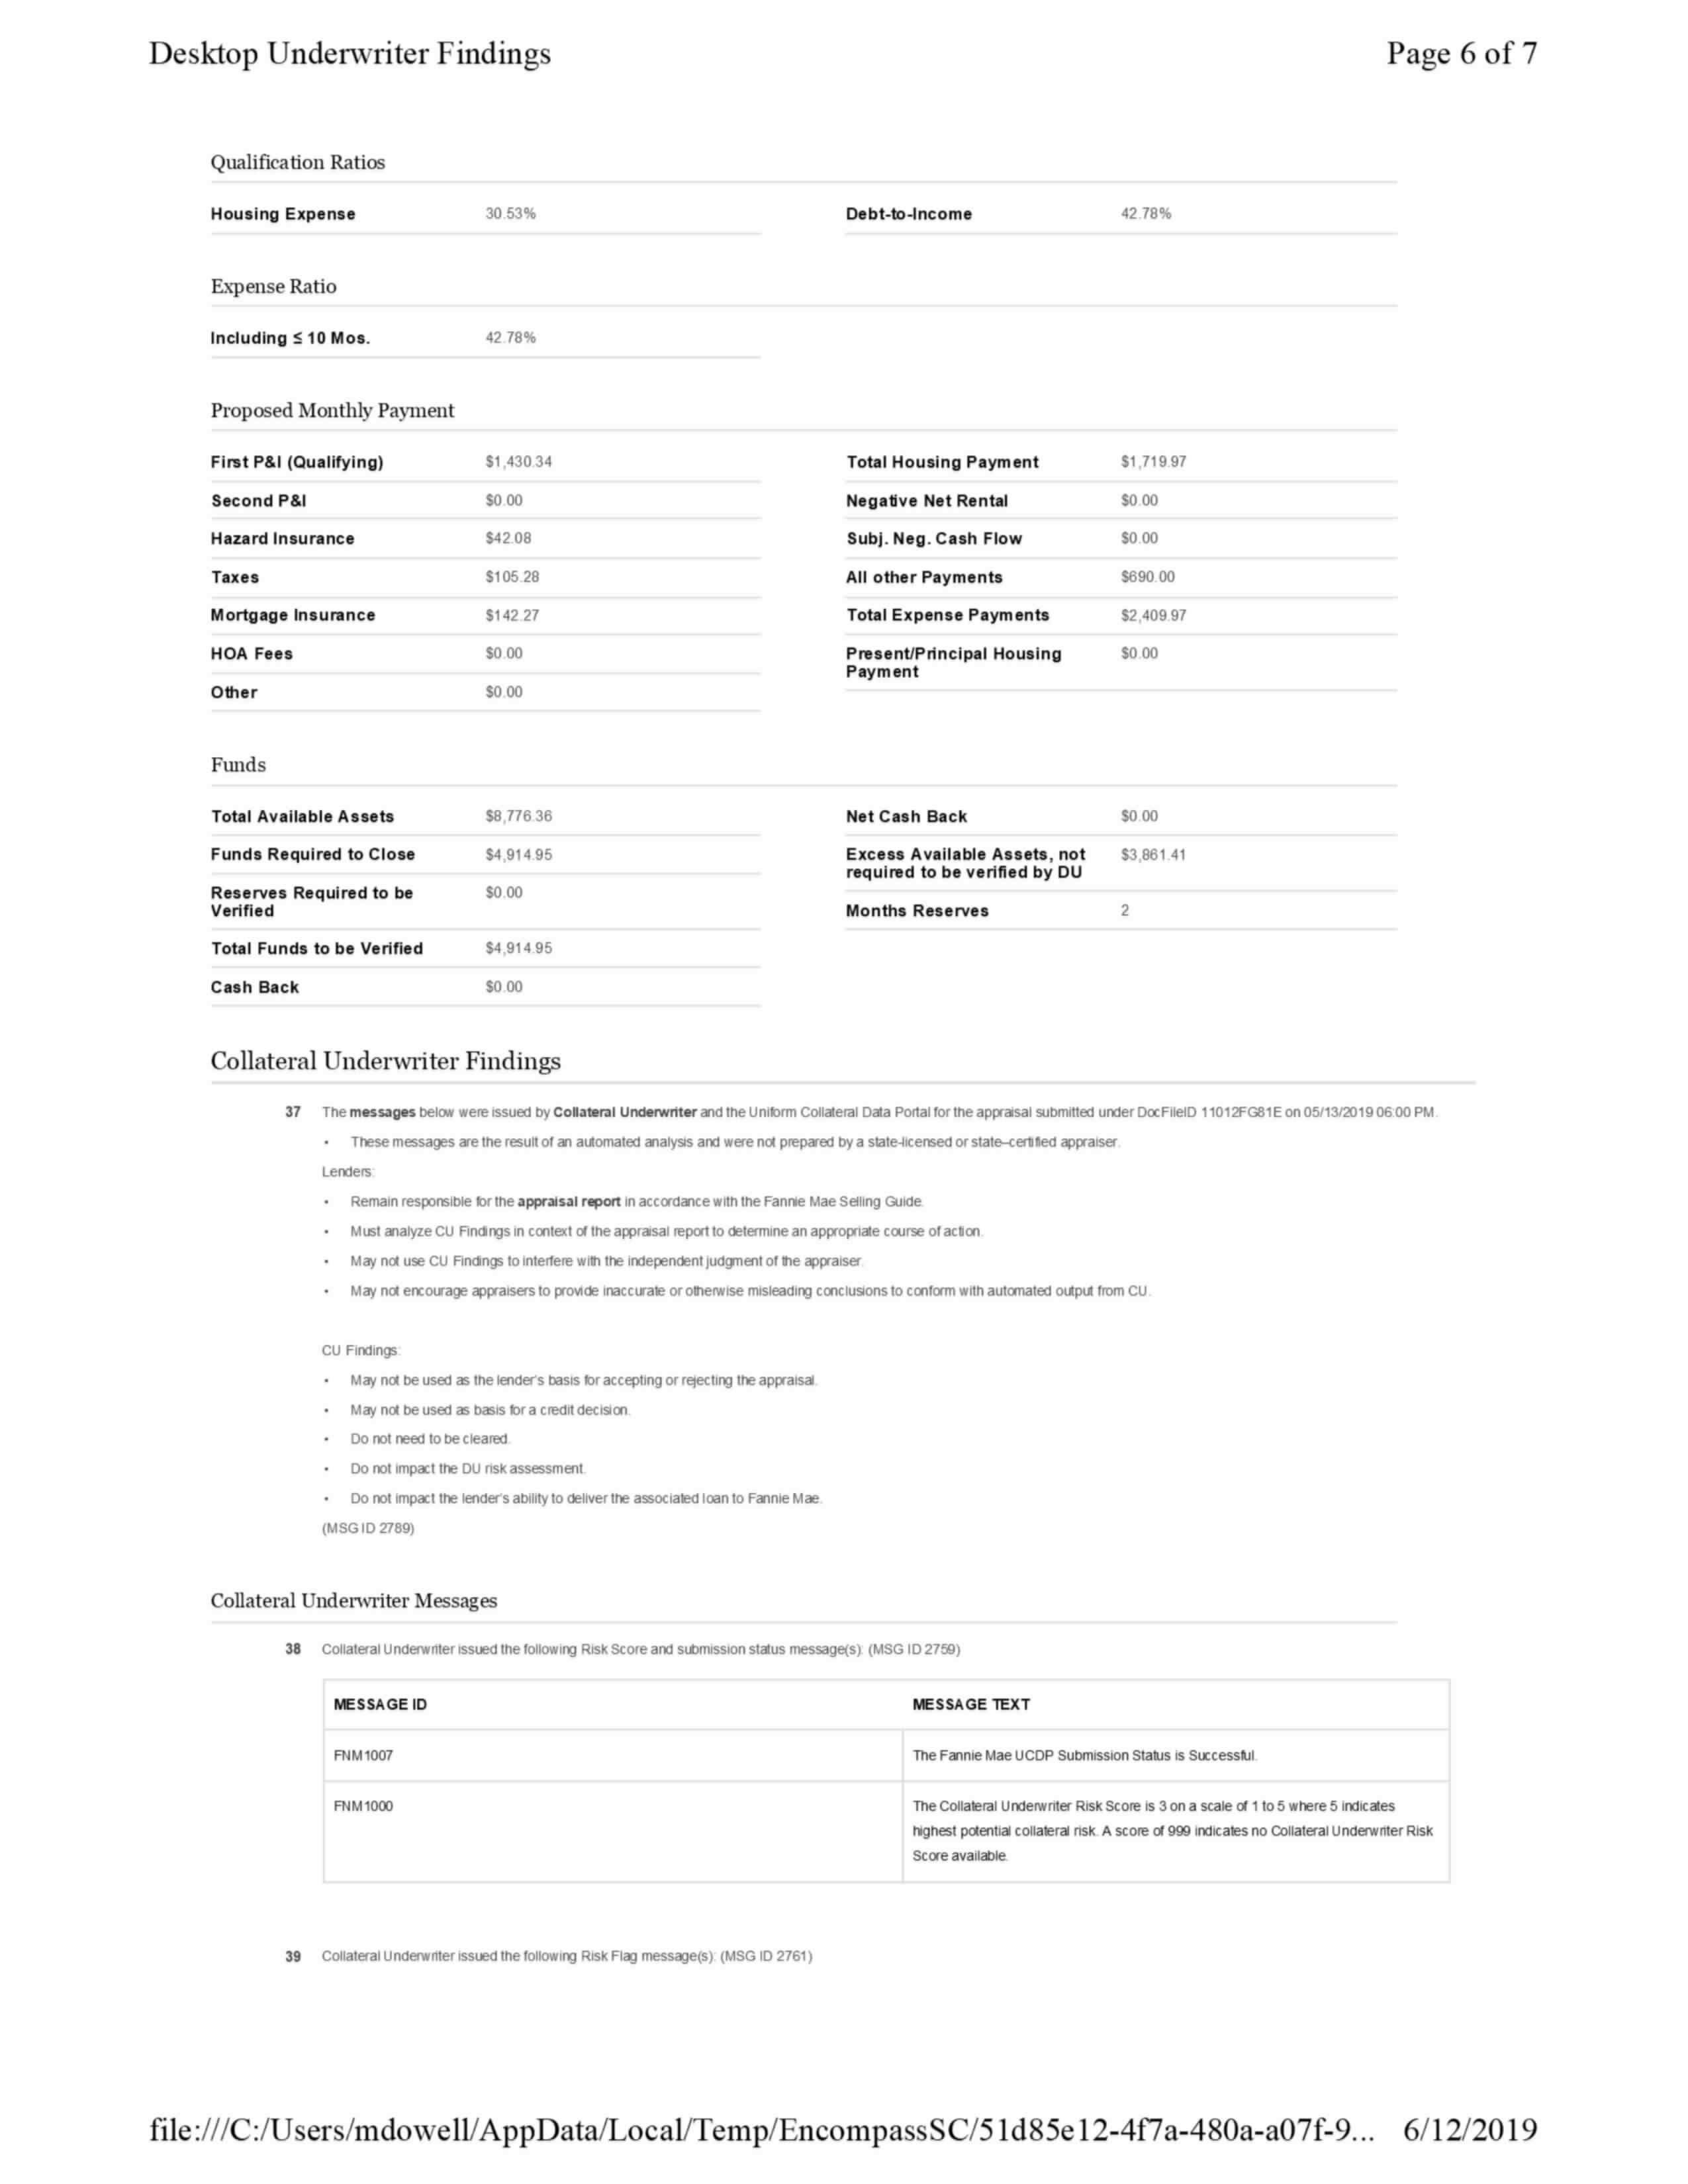 Desktop Underwriter Findings Page 6 of 7
Qualification Ratios
Housing Expense 30.53% Debt-to-Income 42.78%
Expense Ratio
Including ≤ 10 Mos. 42.78%
Proposed Monthly Payment
First P&I (Qualifying) $1,430.34 Total Housing Payment $1,719.97
Second P&I $0.00 Negative Net Rental $0.00
Hazard Insurance $42.08 Subj. Neg. Cash Flow $0.00
Taxes $105.28 All other Payments $690.00
Mortgage Insurance $142.27 Total Expense Payments $2,409.97
HOA Fees $0.00 Present/Principal Housing $0.00
Payment
Other $0.00
Funds
Total Available Assets $8,776.36 Net Cash Back $0.00
Funds Required to Close $4,914.95 Excess Available Assets, not $3,861.41
required to be verified by DU
Reserves Required to be $0.00
Verified Months Reserves 2
Total Funds to be Verified $4,914.95
Cash Back $0.00
Collateral Underwriter Findings
37 The messages below were issued by Collateral Underwriter and the Uniform Collateral Data Portal for the appraisal submitted under DocFileID 11012FG81E on 05/13/2019 06:00 PM.
• These messages are the result of an automated analysis and were not prepared by a state-licensed or state–certified appraiser.
Lenders:
• Remain responsible for the appraisal report in accordance with the Fannie Mae Selling Guide.
• Must analyze CU Findings in context of the appraisal report to determine an appropriate course of action.
• May not use CU Findings to interfere with the independent judgment of the appraiser.
• May not encourage appraisers to provide inaccurate or otherwise misleading conclusions to conform with automated output from CU.
CU Findings:
• May not be used as the lender's basis for accepting or rejecting the appraisal.
• May not be used as basis for a credit decision.
• Do not need to be cleared.
• Do not impact the DU risk assessment.
• Do not impact the lender's ability to deliver the associated loan to Fannie Mae.
(MSG ID 2789)
Collateral Underwriter Messages
38 Collateral Underwriter issued the following Risk Score and submission status message(s): (MSG ID 2759)
MESSAGE ID MESSAGE TEXT
FNM1007 The Fannie Mae UCDP Submission Status is Successful.
FNM1000 The Collateral Underwriter Risk Score is 3 on a scale of 1 to 5 where 5 indicates
highest potential collateral risk. A score of 999 indicates no Collateral Underwriter Risk
Score available.
39 Collateral Underwriter issued the following Risk Flag message(s): (MSG ID 2761)
file:///C:/Users/mdowell/AppData/Local/Temp/EncompassSC/51d85e12-4f7a-480a-a07f-9... 6/12/2019